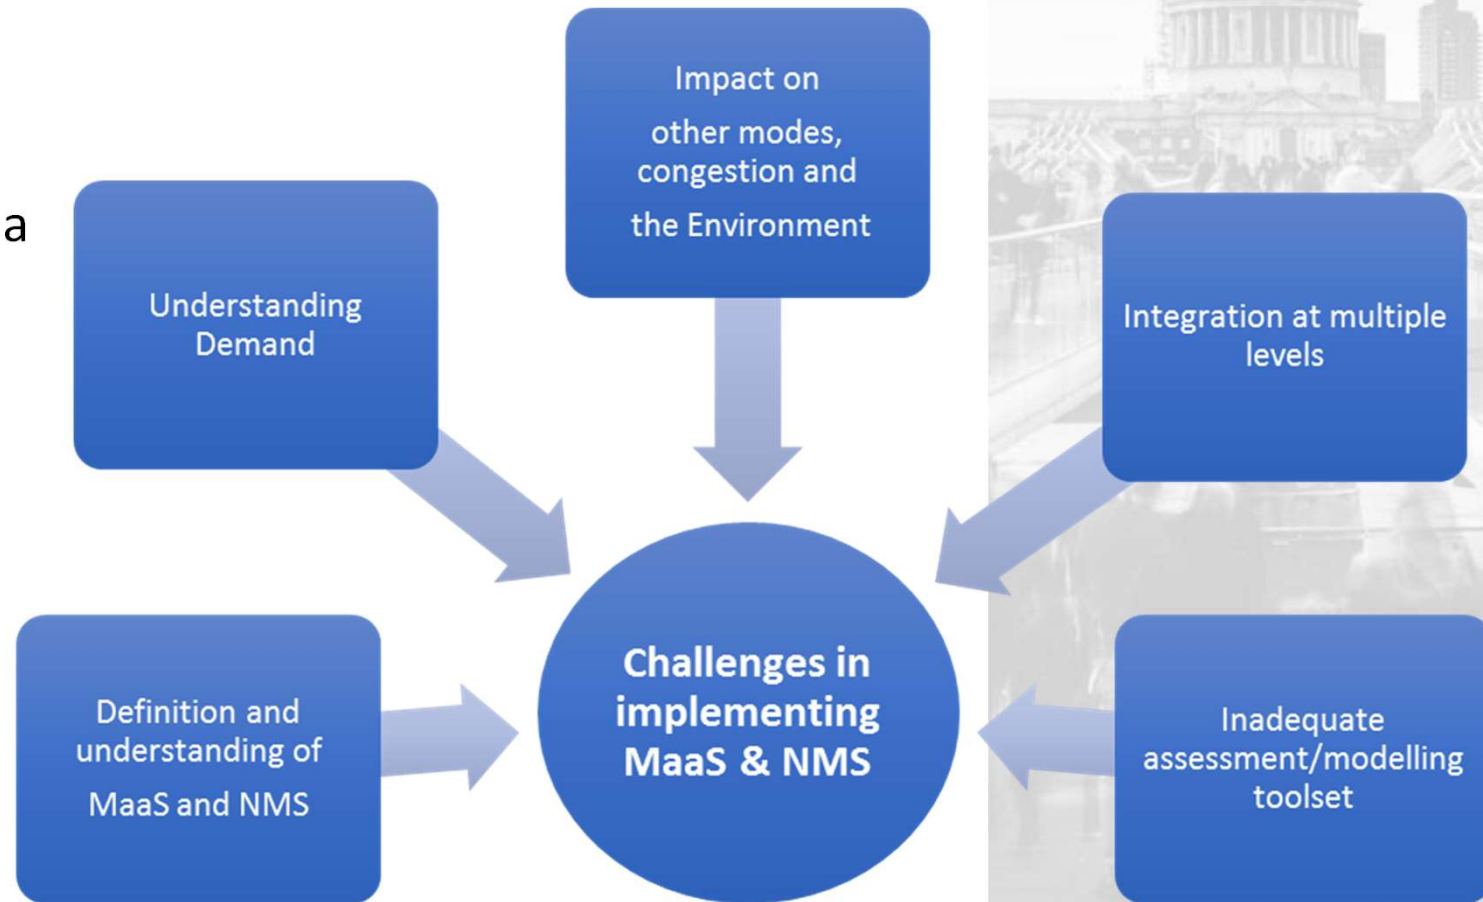 Impact on
other modes,
congestion and
the Environment
a
Understanding
Demand
Integration at multiple
levels
Definition and
understanding of
MaaS and NMS
Challenges in
implementing
MaaS & NMS
Inadequate
assessment/modelling
toolset